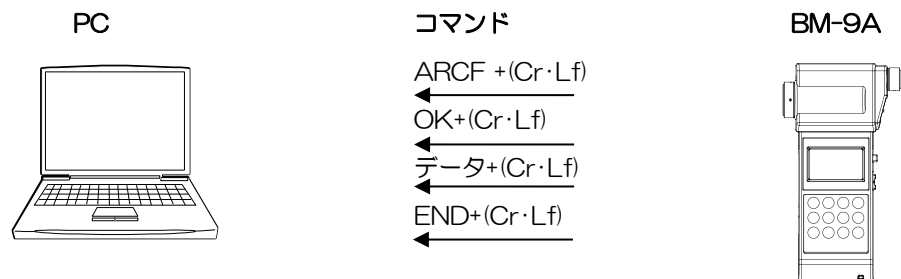 PC
コマンド
BM-9A
ARCF +(Cr・Lf)
OK+(Cr・Lf)
データ+(Cr・Lf)
END+(Cr・Lf)